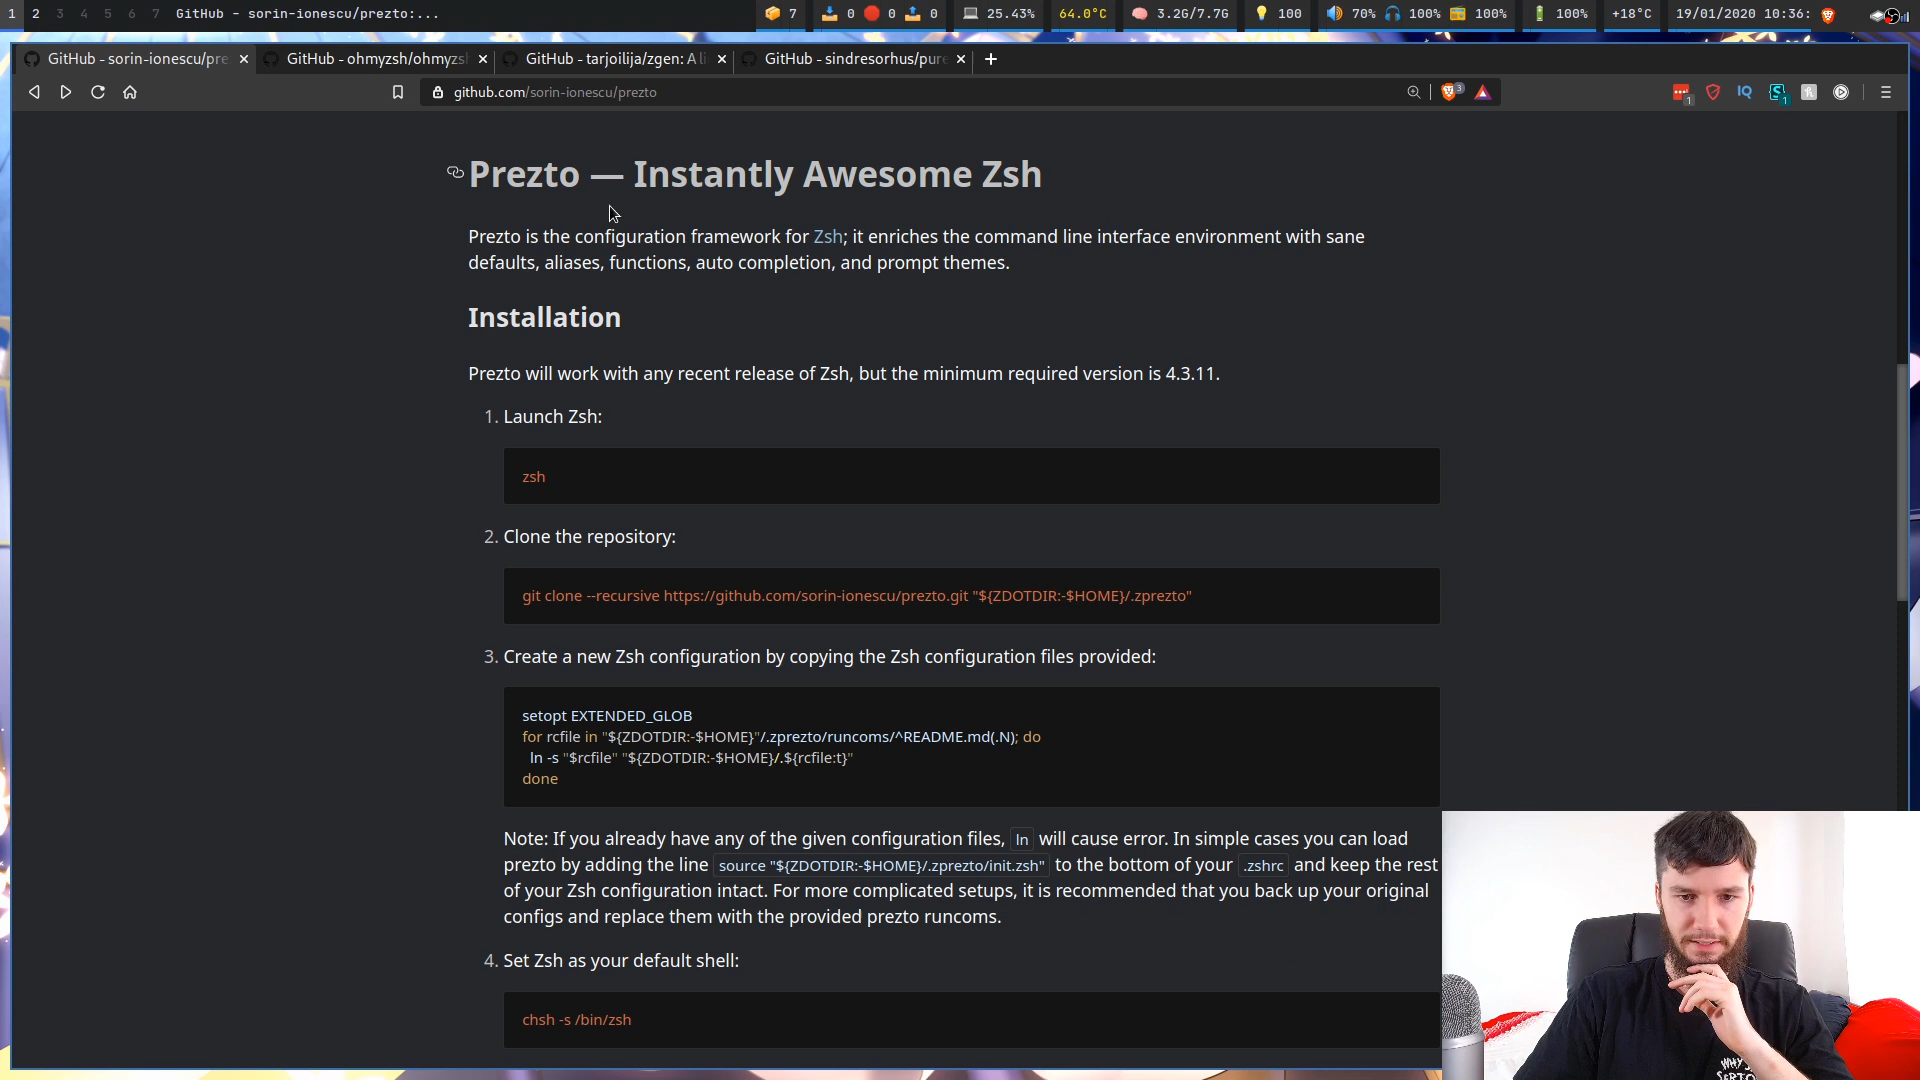 1 2 3 4 5 6 7 GitHub - sorin-ionescu/prezto:... 7 0 0 0 25.43% 64.0°C 3.2G/7.7G 100 70% 100% 100% 100% +18°C 19/01/2020 10:36:
GitHub - sorin-ionescu/pre GitHub - ohmyzsh/ohmyzsh GitHub - tarjoilija/zgen: A li GitHub - sindresorhus/pure
github.com/sorin-ionescu/prezto 3 1 IQ 1
Prezto — Instantly Awesome Zsh
Prezto is the configuration framework for Zsh; it enriches the command line interface environment with sane
defaults, aliases, functions, auto completion, and prompt themes.
Installation
Prezto will work with any recent release of Zsh, but the minimum required version is 4.3.11.
1. Launch Zsh:
zsh
2. Clone the repository:
git clone --recursive https://github.com/sorin-ionescu/prezto.git "${ZDOTDIR:-$HOME}/.zprezto"
3. Create a new Zsh configuration by copying the Zsh configuration files provided:
setopt EXTENDED_GLOB
for rcfile in "${ZDOTDIR:-$HOME}"/.zprezto/runcoms/^README.md(.N); do
ln -s "$rcfile" "${ZDOTDIR:-$HOME}/.${rcfile:t}"
done
Note: If you already have any of the given configuration files, ln will cause error. In simple cases you can load
prezto by adding the line source "${ZDOTDIR:-$HOME}/.zprezto/init.zsh" to the bottom of your .zshrc and keep the rest
of your Zsh configuration intact. For more complicated setups, it is recommended that you back up your original
configs and replace them with the provided prezto runcoms.
4. Set Zsh as your default shell:
chsh -s /bin/zsh